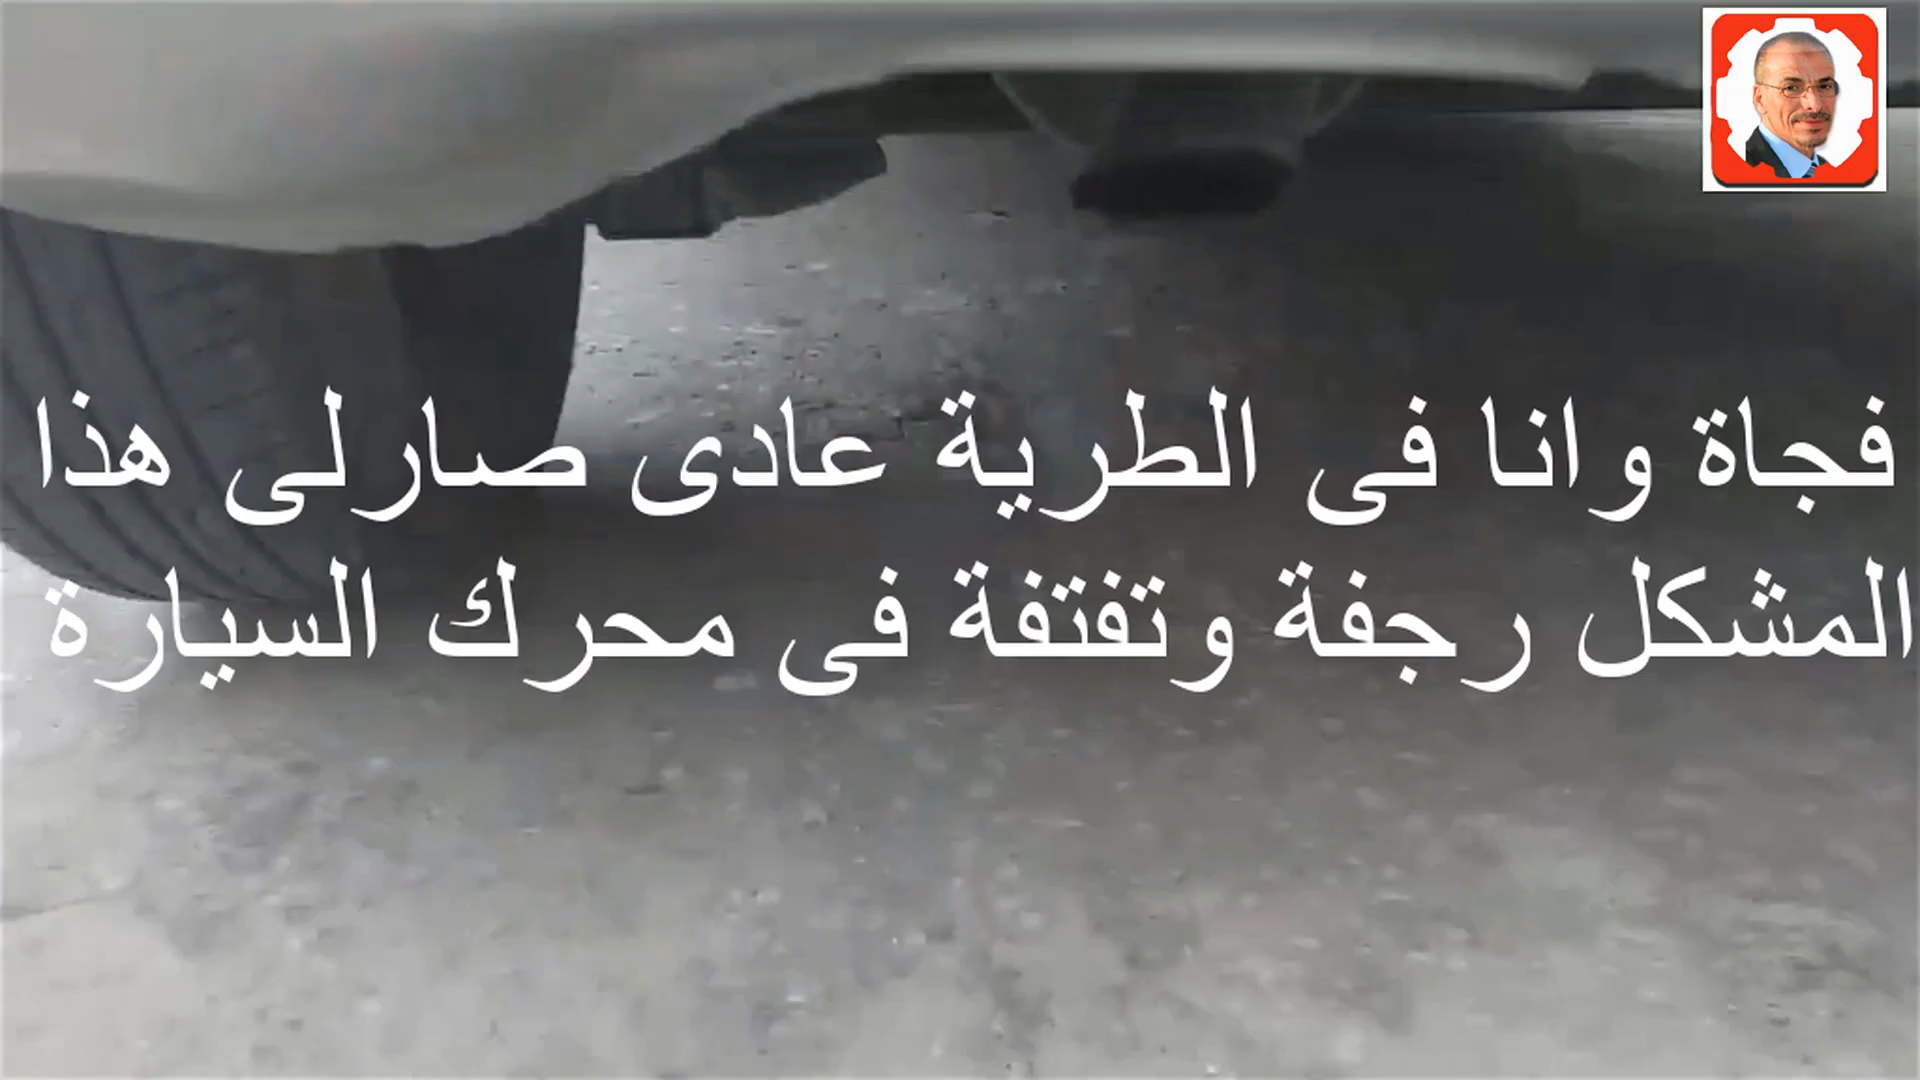 فجاة وانا فى الطرية عادى صارلى هذا
المشكل رجفة وتفتفة فى محرك السيارة